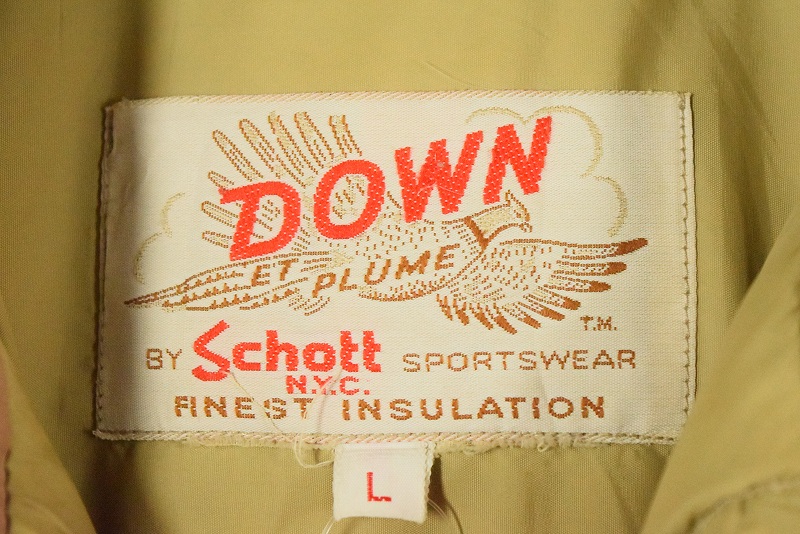 DOWN
ET PLUME
T.M.
BY Schott SPORTSWEAR
N.Y.C.
FINEST INSULATION
L